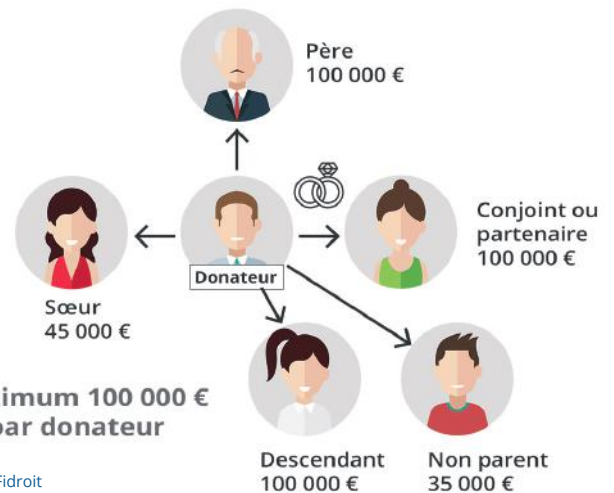 Père
100 000 €
Conjoint ou
partenaire
100 000 €
Donateur
Sœur
45 000 €
100 000 €
par donateur
Descendant
100 000 €
Non parent
35 000 €
Fidroit